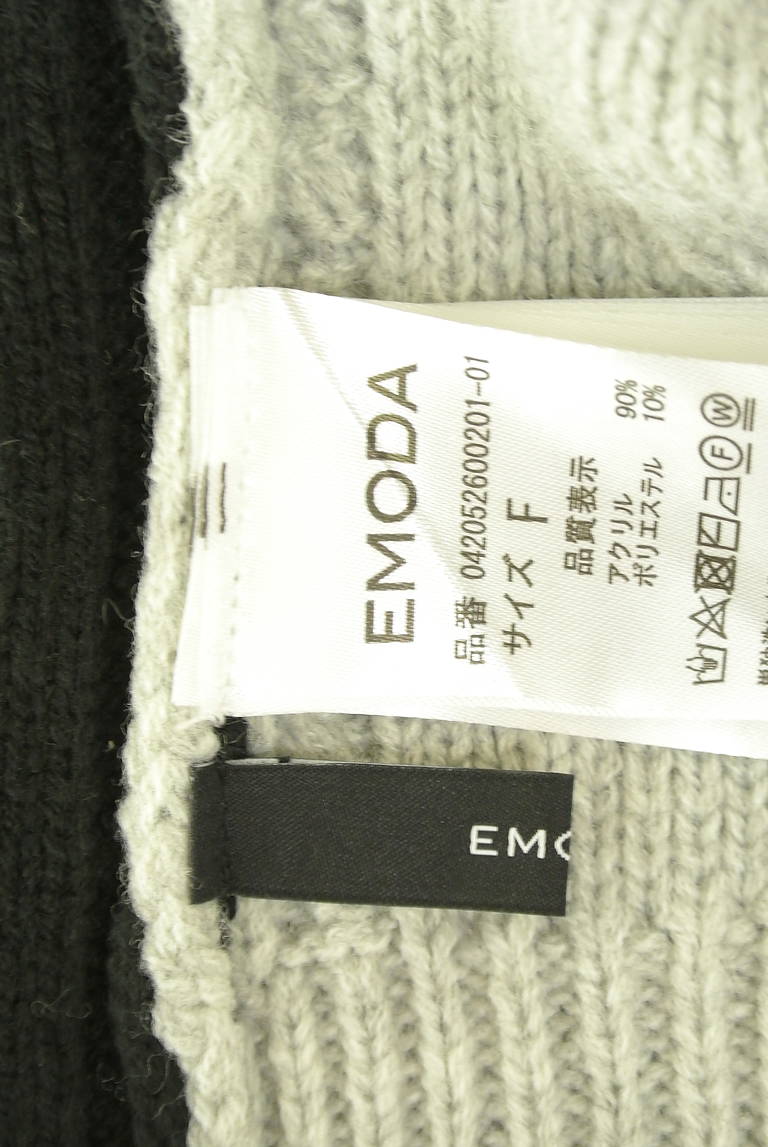 EMODA
品番 042052600201-01
サイズ F
品質表示
アクリル 90%
ポリエステル 10%
F W
EMO